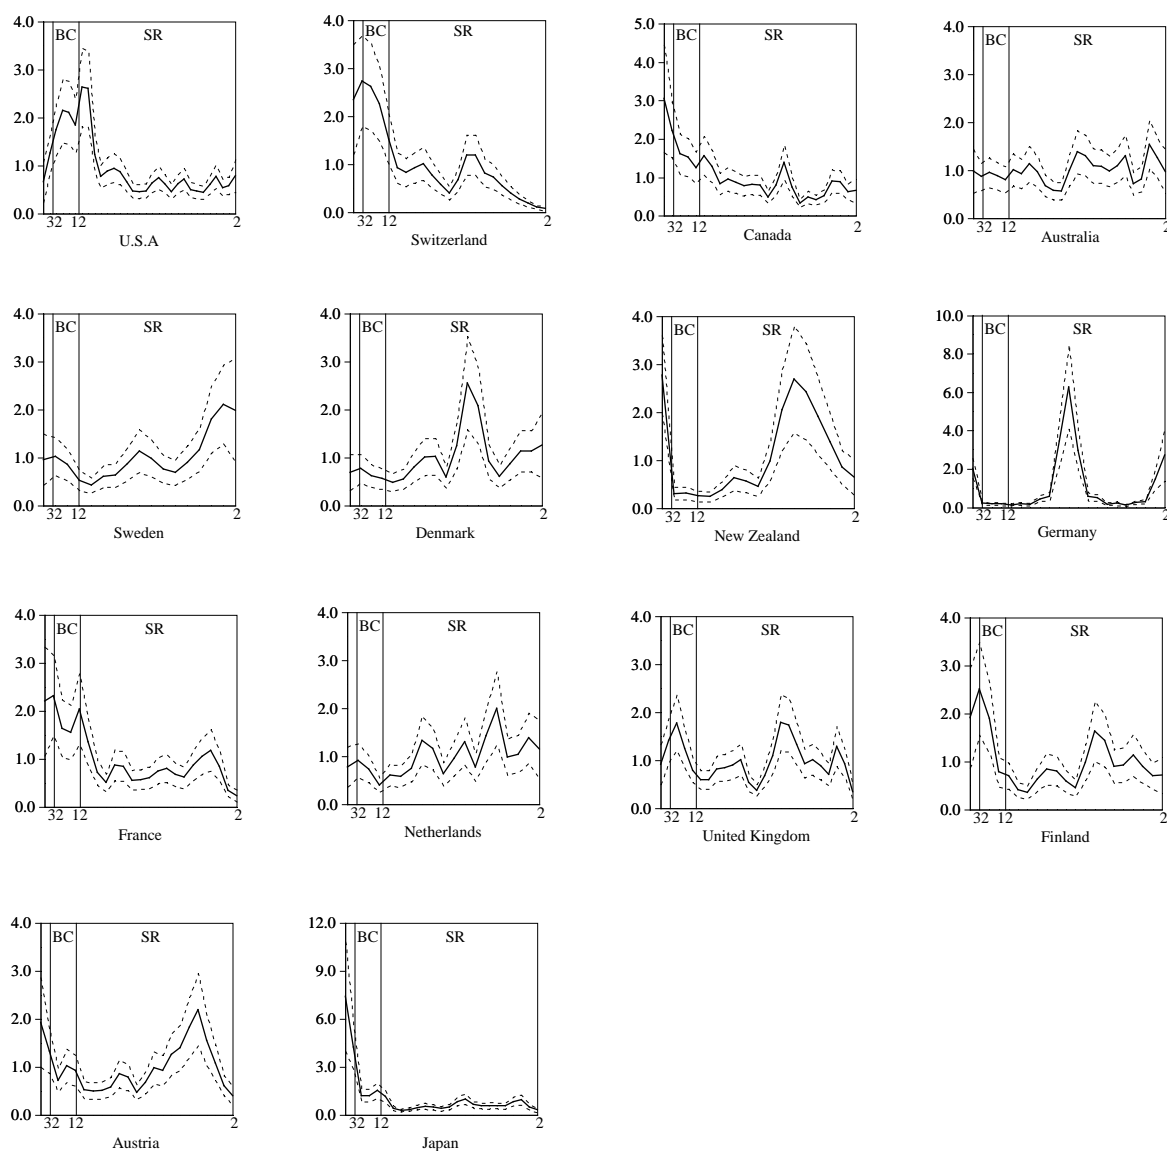 4.0
3.0
2.0
1.0
0.0
BC
SR
32 12 2
U.S.A
4.0
3.0
2.0
1.0
0.0
BC
SR
32 12 2
Switzerland
5.0
4.0
3.0
2.0
1.0
0.0
BC
SR
32 12 2
Canada
4.0
3.0
2.0
1.0
0.0
BC
SR
32 12 2
Australia
4.0
3.0
2.0
1.0
0.0
BC
SR
32 12 2
Sweden
4.0
3.0
2.0
1.0
0.0
BC
SR
32 12 2
Denmark
4.0
3.0
2.0
1.0
0.0
BC
SR
32 12 2
New Zealand
10.0
8.0
6.0
4.0
2.0
0.0
BC
SR
32 12 2
Germany
4.0
3.0
2.0
1.0
0.0
BC
SR
32 12 2
France
4.0
3.0
2.0
1.0
0.0
BC
SR
32 12 2
Netherlands
4.0
3.0
2.0
1.0
0.0
BC
SR
32 12 2
United Kingdom
4.0
3.0
2.0
1.0
0.0
BC
SR
32 12 2
Finland
4.0
3.0
2.0
1.0
0.0
BC
SR
32 12 2
Austria
12.0
9.0
6.0
3.0
0.0
BC
SR
32 12 2
Japan